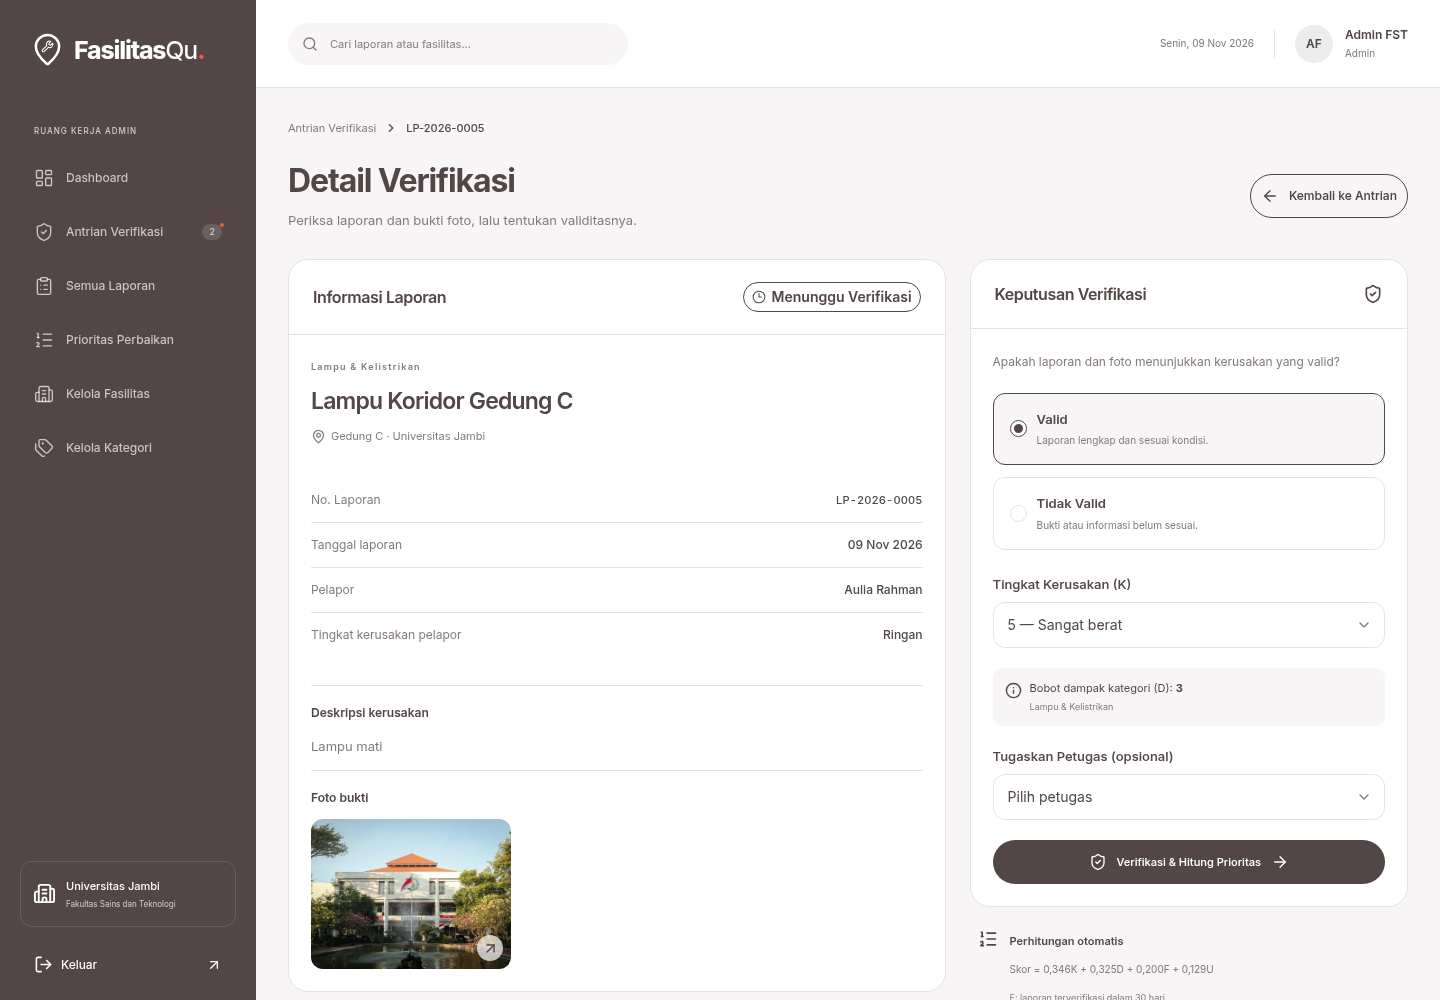 FasilitasQu.
RUANG KERJA ADMIN
Dashboard
Antrian Verifikasi 2
Semua Laporan
Prioritas Perbaikan
Kelola Fasilitas
Kelola Kategori
Universitas Jambi
Fakultas Sains dan Teknologi
Keluar
Cari laporan atau fasilitas...
Senin, 09 Nov 2026
AF
Admin FST
Admin
Antrian Verifikasi
LP-2026-0005
Detail Verifikasi
Periksa laporan dan bukti foto, lalu tentukan validitasnya.
Kembali ke Antrian
Informasi Laporan
Menunggu Verifikasi
Lampu & Kelistrikan
Lampu Koridor Gedung C
Gedung C · Universitas Jambi
No. Laporan LP-2026-0005
Tanggal laporan 09 Nov 2026
Pelapor Aulia Rahman
Tingkat kerusakan pelapor Ringan
Deskripsi kerusakan
Lampu mati
Foto bukti
Keputusan Verifikasi
Apakah laporan dan foto menunjukkan kerusakan yang valid?
Valid
Laporan lengkap dan sesuai kondisi.
Tidak Valid
Bukti atau informasi belum sesuai.
Tingkat Kerusakan (K)
5 — Sangat berat
Bobot dampak kategori (D): 3
Lampu & Kelistrikan
Tugaskan Petugas (opsional)
Pilih petugas
Verifikasi & Hitung Prioritas
Perhitungan otomatis
Skor = 0,346K + 0,325D + 0,200F + 0,129U
F: laporan terverifikasi dalam 30 hari